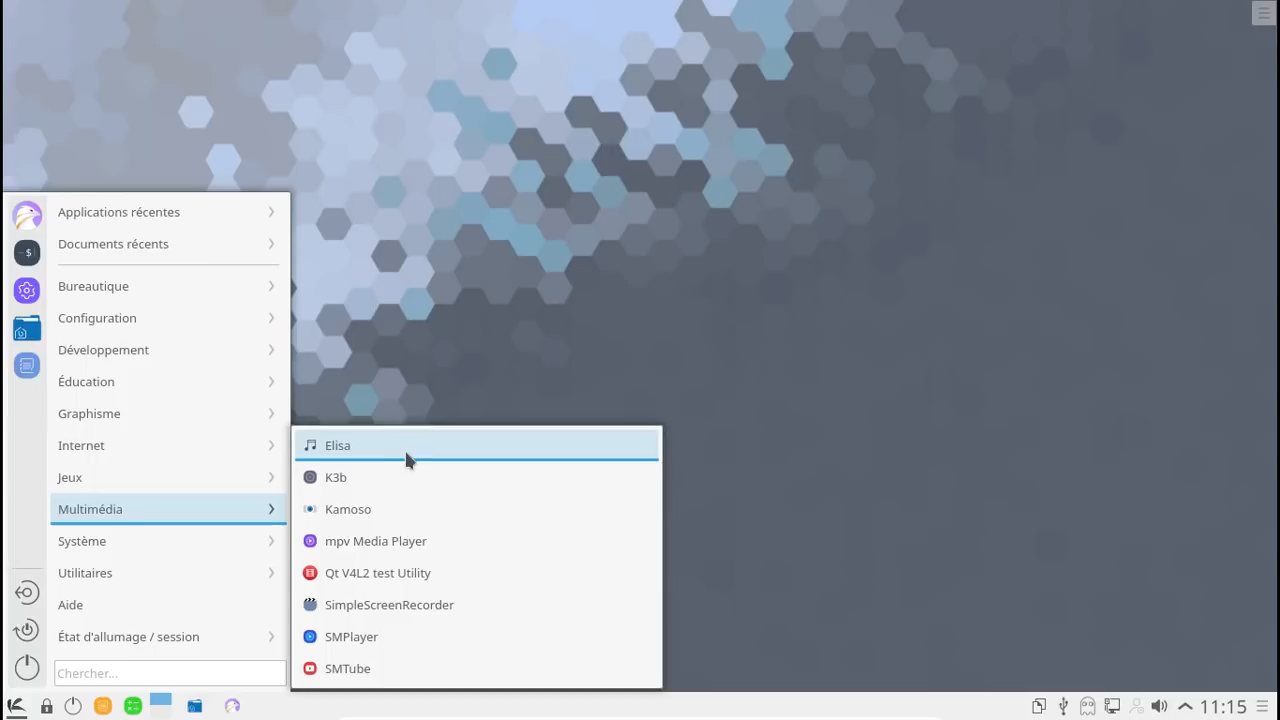 Applications récentes
Documents récents
Bureautique
Configuration
Développement
Éducation
Graphisme
Internet
Jeux
Multimédia
Système
Utilitaires
Aide
État d'allumage / session
Chercher...
Elisa
K3b
Kamoso
mpv Media Player
Qt V4L2 test Utility
SimpleScreenRecorder
SMPlayer
SMTube
11:15